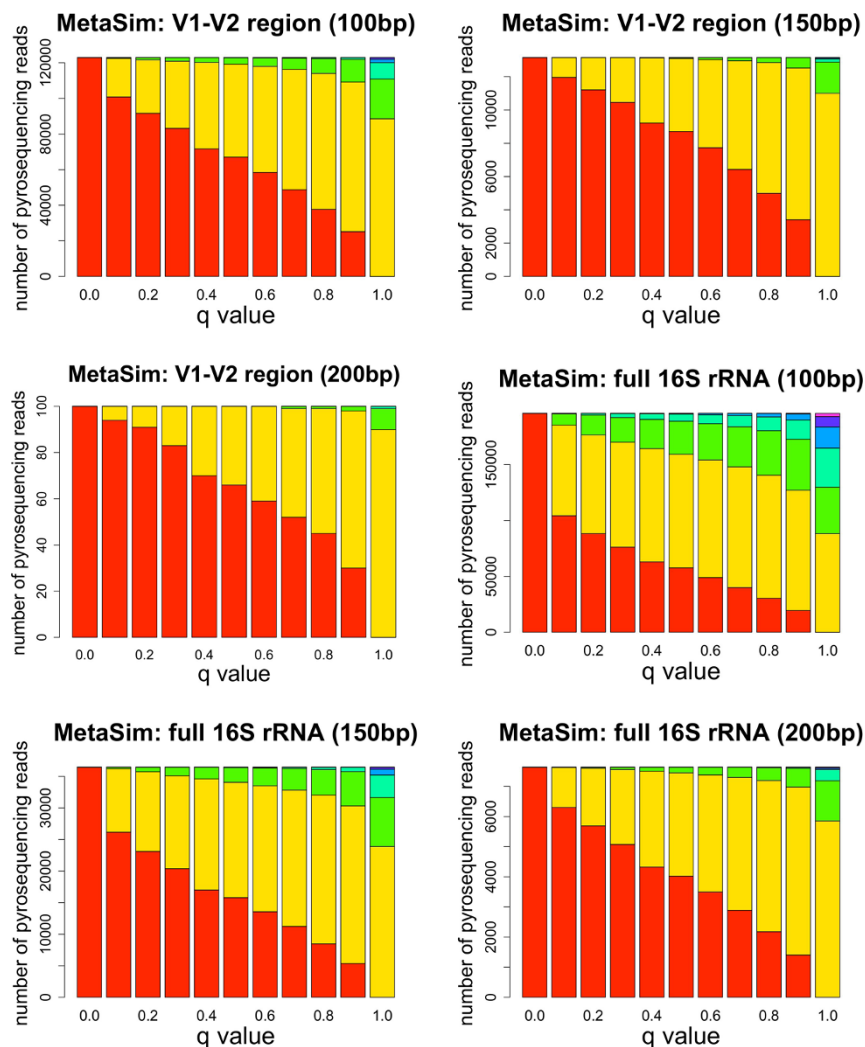 MetaSim: V1-V2 region (100bp)
number of pyrosequencing reads
0
40000
80000
120000
0.0 0.2 0.4 0.6 0.8 1.0
q value
MetaSim: V1-V2 region (150bp)
number of pyrosequencing reads
0
2000
6000
10000
0.0 0.2 0.4 0.6 0.8 1.0
q value
MetaSim: V1-V2 region (200bp)
number of pyrosequencing reads
0
20
40
60
80
100
0.0 0.2 0.4 0.6 0.8 1.0
q value
MetaSim: full 16S rRNA (100bp)
number of pyrosequencing reads
0
50000
150000
0.0 0.2 0.4 0.6 0.8 1.0
q value
MetaSim: full 16S rRNA (150bp)
number of pyrosequencing reads
0
10000
20000
30000
0.0 0.2 0.4 0.6 0.8 1.0
q value
MetaSim: full 16S rRNA (200bp)
number of pyrosequencing reads
0
2000
4000
6000
0.0 0.2 0.4 0.6 0.8 1.0
q value